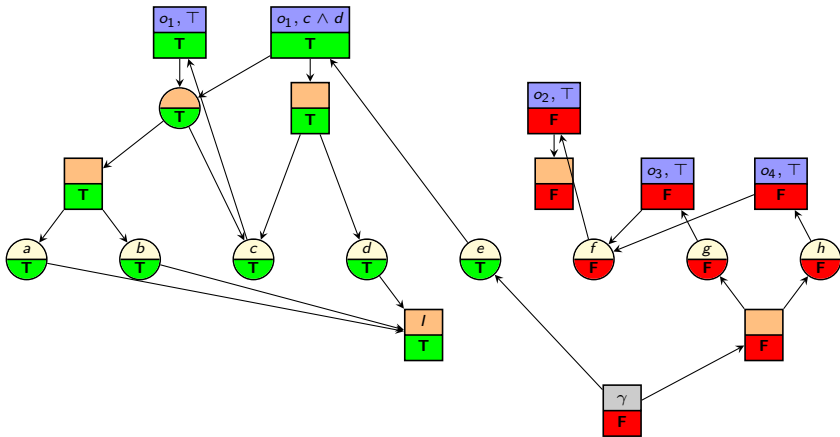 o₁, ⊤
o₁, c ∧ d
T
T
o₂, ⊤
T
T
F
o₃, ⊤
o₄, ⊤
T
F
F
F
a
b
c
d
e
f
g
h
T
T
T
T
T
F
F
F
I
T
F
γ
F